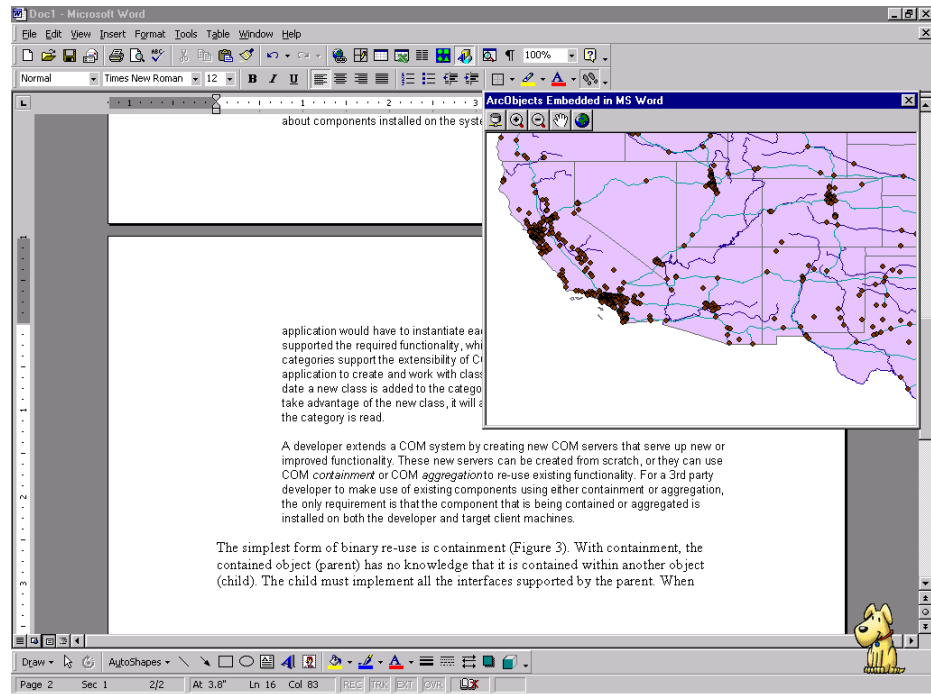 Doc1 - Microsoft Word
File Edit View Insert Format Tools Table Window Help
100%
Normal Times New Roman 12 B I U
1 1 2 3
ArcObjects Embedded in MS Word
about components installed on the syste
application would have to instantiate eac
supported the required functionality, whi
categories support the extensibility of C
application to create and work with class
date a new class is added to the catego
take advantage of the new class, it will a
the category is read.
A developer extends a COM system by creating new COM servers that serve up new or
improved functionality. These new servers can be created from scratch, or they can use
COM containment or COM aggregationto re-use existing functionality. For a 3rd party
developer to make use of existing components using either containment or aggregation,
the only requirement is that the component that is being contained or aggregated is
installed on both the developer and target client machines.
The simplest form of binary re-use is containment (Figure 3). With containment, the
contained object (parent) has no knowledge that it is contained within another object
(child). The child must implement all the interfaces supported by the parent. When
Draw AutoShapes
Page 2 Sec 1 2/2 At 3.8" Ln 16 Col 83 REC TRK EXT OVR